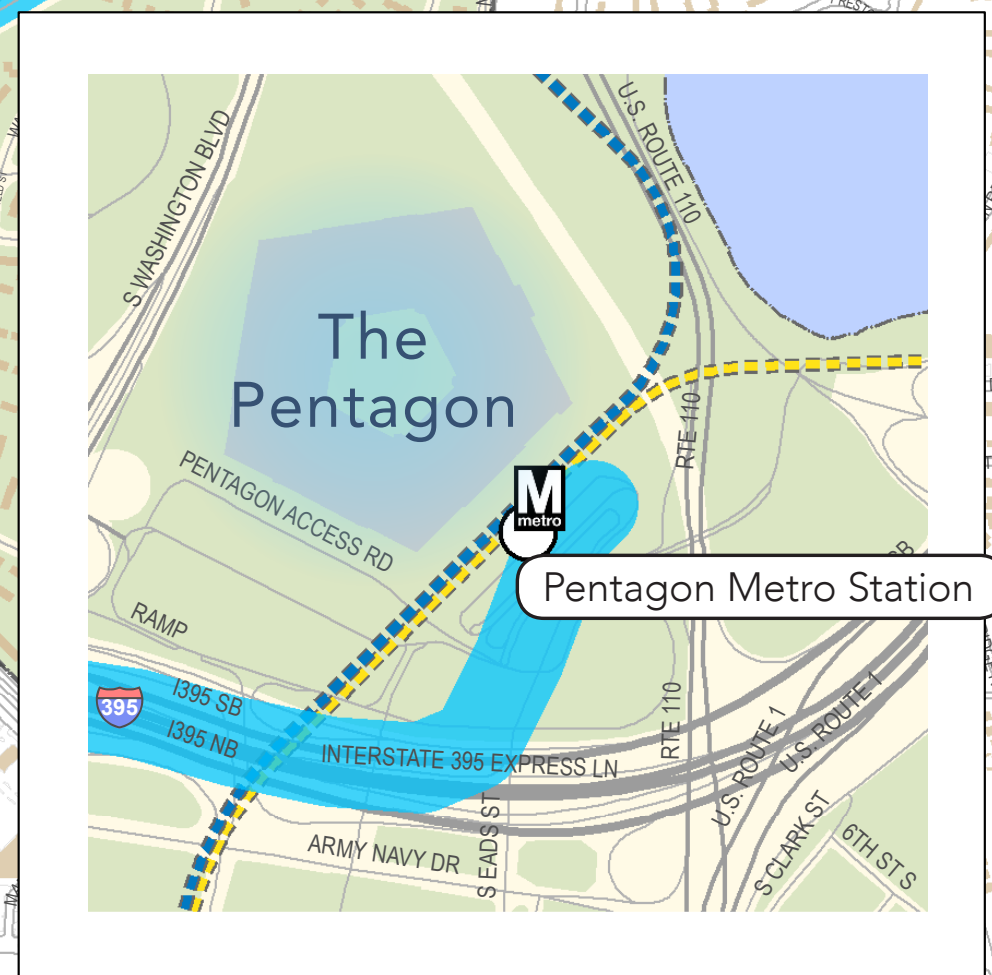 U.S. ROUTE 110
S WASHINGTON BLVD
The
Pentagon
RTE 110
M
metro
PENTAGON ACCESS RD
Pentagon Metro Station
RAMP
I395 SB
395
I395 NB
INTERSTATE 395 EXPRESS LN
RTE 110
U.S. ROUTE 1
U.S. ROUTE 1
S EADS ST
ARMY NAVY DR
S CLARK ST
6TH ST S